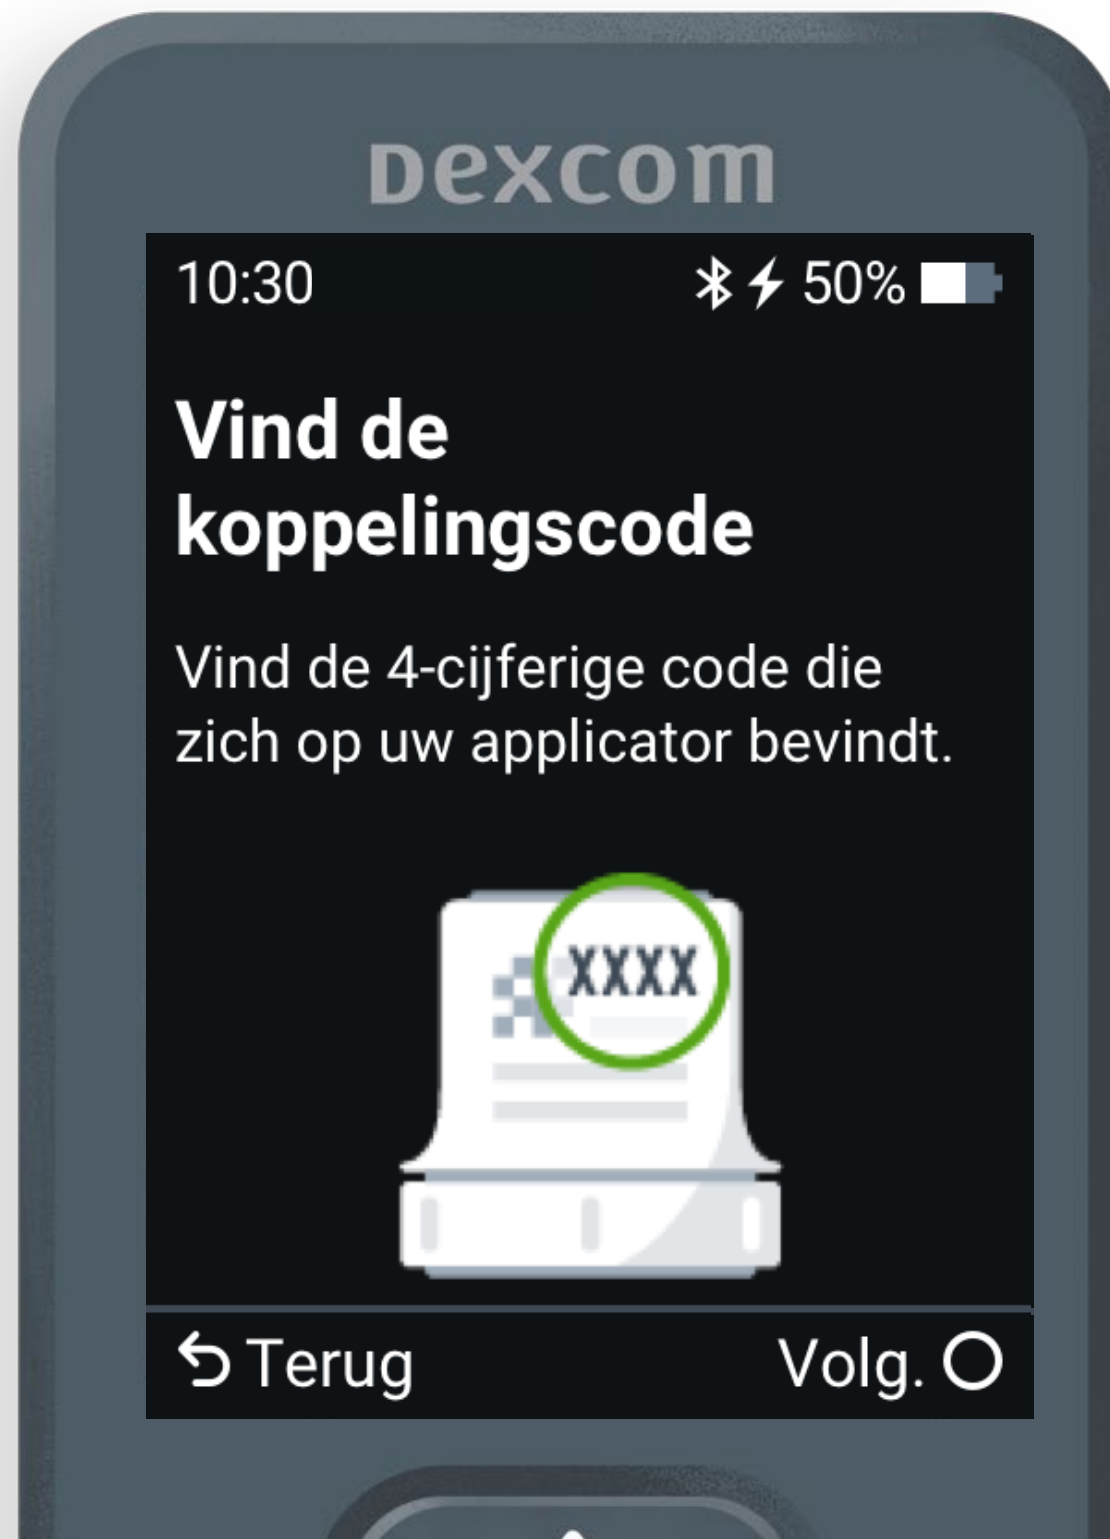 Dexcom
10:30
50%
Vind de
koppelingscode
Vind de 4-cijferige code die
zich op uw applicator bevindt.
XXXX
Terug
Volg.